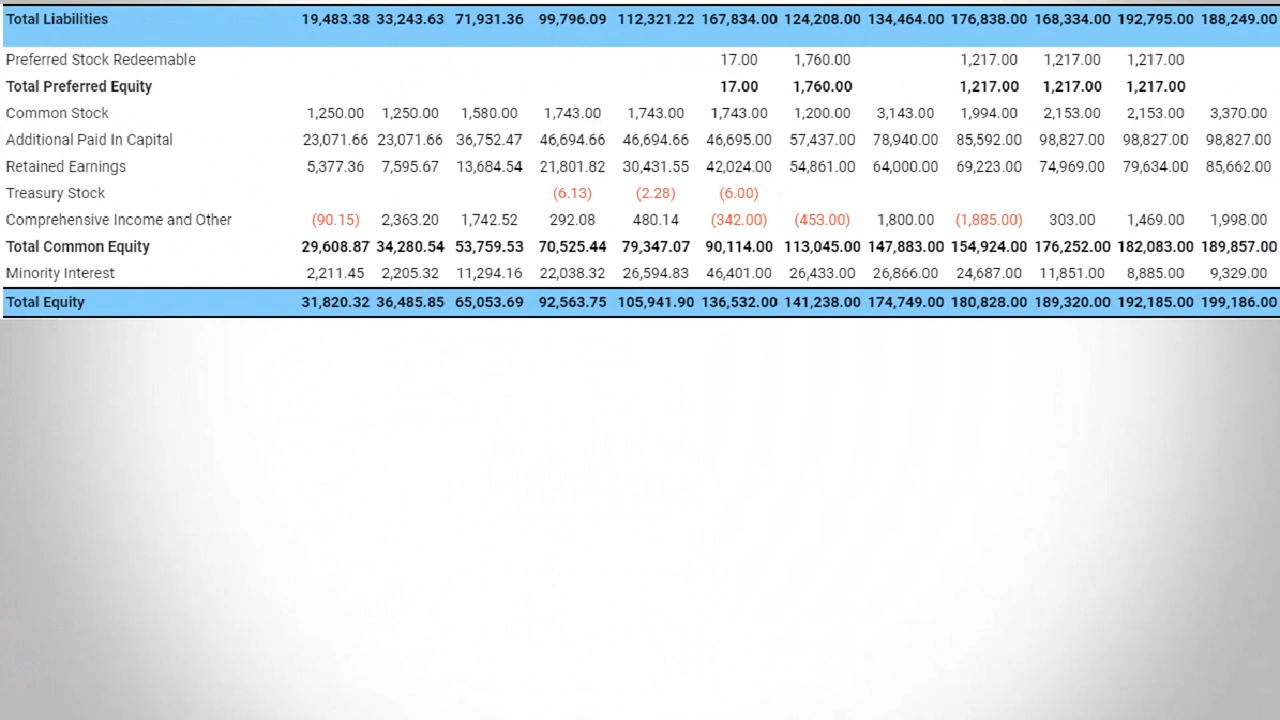 Total Liabilities 19,483.38 33,243.63 71,931.36 99,796.09 112,321.22 167,834.00 124,208.00 134,464.00 176,838.00 168,334.00 192,795.00 188,249.00
Preferred Stock Redeemable 17.00 1,760.00 1,217.00 1,217.00 1,217.00
Total Preferred Equity 17.00 1,760.00 1,217.00 1,217.00 1,217.00
Common Stock 1,250.00 1,250.00 1,580.00 1,743.00 1,743.00 1,743.00 1,200.00 3,143.00 1,994.00 2,153.00 2,153.00 3,370.00
Additional Paid In Capital 23,071.66 23,071.66 36,752.47 46,694.66 46,694.66 46,695.00 57,437.00 78,940.00 85,592.00 98,827.00 98,827.00 98,827.00
Retained Earnings 5,377.36 7,595.67 13,684.54 21,801.82 30,431.55 42,024.00 54,861.00 64,000.00 69,223.00 74,969.00 79,634.00 85,662.00
Treasury Stock (6.13) (2.28) (6.00)
Comprehensive Income and Other (90.15) 2,363.20 1,742.52 292.08 480.14 (342.00) (453.00) 1,800.00 (1,885.00) 303.00 1,469.00 1,998.00
Total Common Equity 29,608.87 34,280.54 53,759.53 70,525.44 79,347.07 90,114.00 113,045.00 147,883.00 154,924.00 176,252.00 182,083.00 189,857.00
Minority Interest 2,211.45 2,205.32 11,294.16 22,038.32 26,594.83 46,401.00 26,433.00 26,866.00 24,687.00 11,851.00 8,885.00 9,329.00
Total Equity 31,820.32 36,485.85 65,053.69 92,563.75 105,941.90 136,532.00 141,238.00 174,749.00 180,828.00 189,320.00 192,185.00 199,186.00